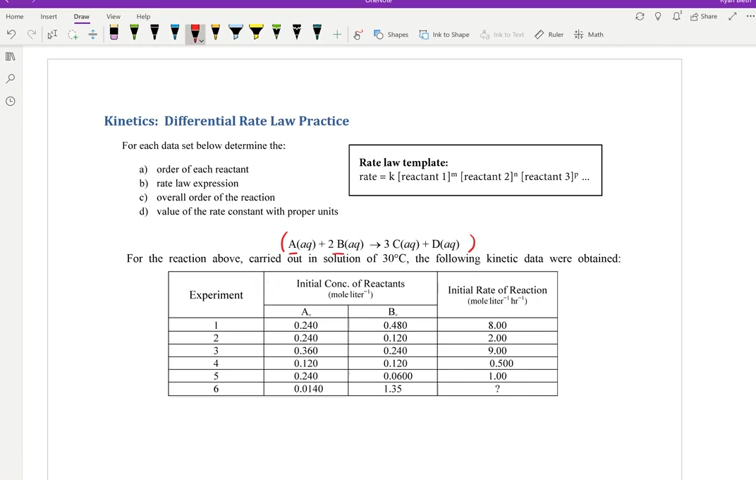 OneNote
Home Insert Draw View Help Share
Shapes Ink to Shape Ink to Text Ruler Math
Kinetics: Differential Rate Law Practice
For each data set below determine the:
a) order of each reactant
b) rate law expression
c) overall order of the reaction
d) value of the rate constant with proper units
Rate law template:
rate = k [reactant 1]ᵐ [reactant 2]ⁿ [reactant 3]ᵖ ...
(A(aq) + 2 B(aq) → 3 C(aq) + D(aq))
For the reaction above, carried out in solution of 30°C, the following kinetic data were obtained:
Experiment
Initial Conc. of Reactants
(mole liter⁻¹)
Initial Rate of Reaction
(mole liter⁻¹ hr⁻¹)
A₀ B₀
1 0.240 0.480 8.00
2 0.240 0.120 2.00
3 0.360 0.240 9.00
4 0.120 0.120 0.500
5 0.240 0.0600 1.00
6 0.0140 1.35 ?